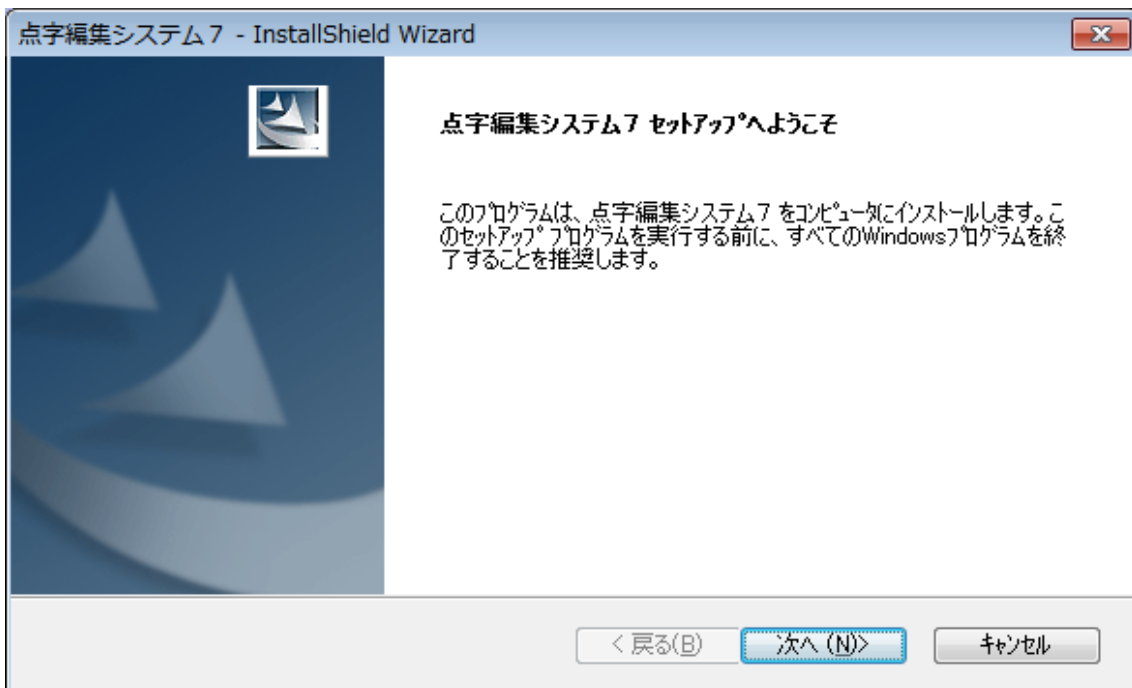 点字編集システム７ - InstallShield Wizard
点字編集システム７ ｾｯﾄｱｯﾌﾟへようこそ
このﾌﾟﾛｸﾞﾗﾑは、点字編集システム７ をｺﾝﾋﾟｭｰﾀにインストールします。こ
のｾｯﾄｱｯﾌﾟ ﾌﾟﾛｸﾞﾗﾑを実行する前に、すべてのWindowsﾌﾟﾛｸﾞﾗﾑを終
了することを推奨します。
< 戻る(B)
次へ (N)>
ｷｬﾝｾﾙ